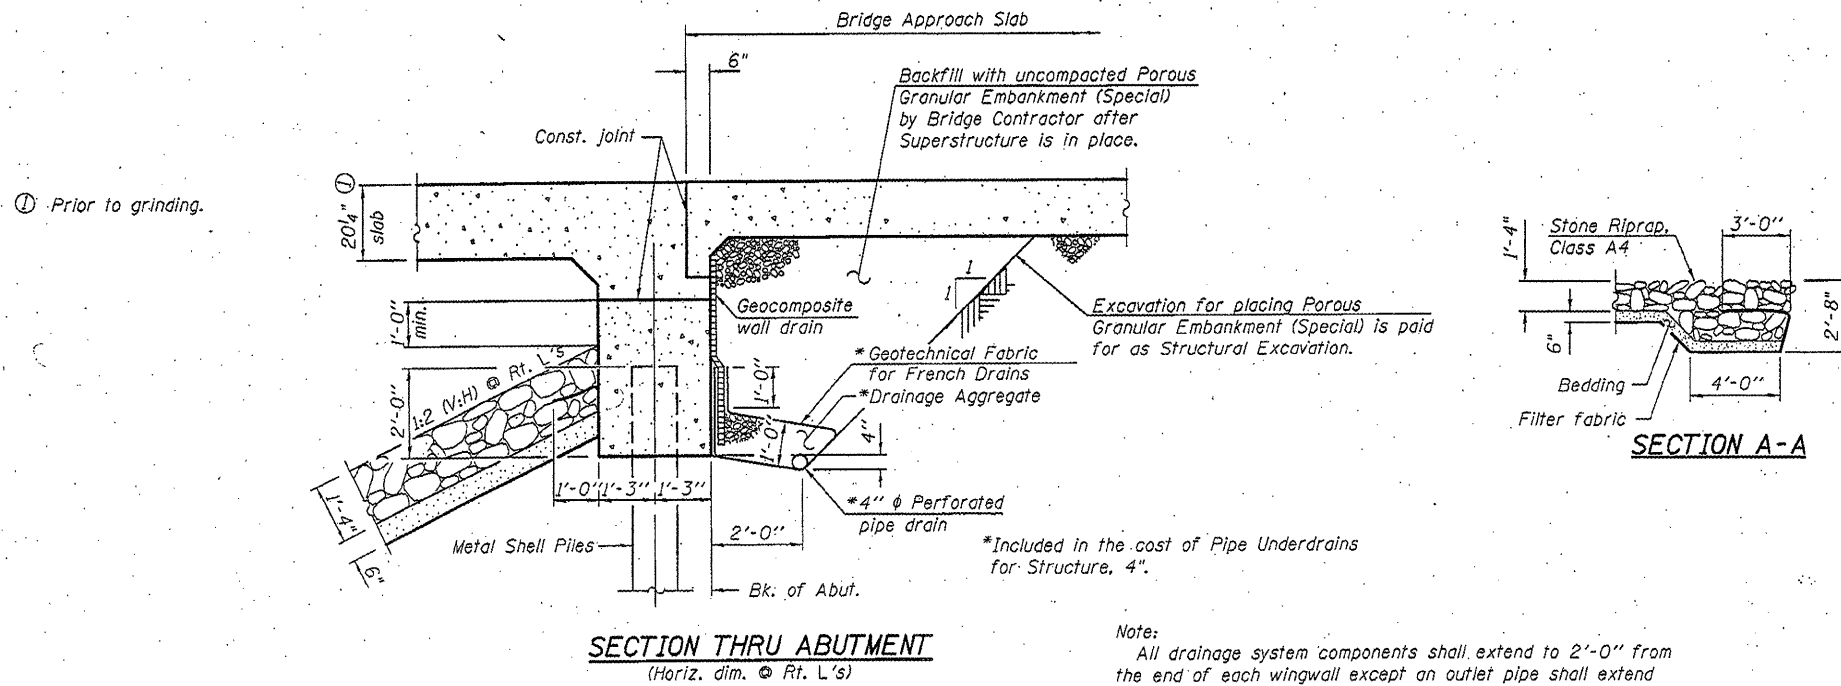 Bridge Approach Slab
6"
Backfill with uncompacted Porous
Granular Embankment (Special)
by Bridge Contractor after
Superstructure is in place.
Const. joint
① Prior to grinding.
20¼" ①
slab
1'-0"
min.
Geocomposite
wall drain
1
1
Excavation for placing Porous
Granular Embankment (Special) is paid
for as Structural Excavation.
*Geotechnical Fabric
for French Drains
*Drainage Aggregate
1:2 (V:H) @ Rt. L's
2'-0"
1'-0"
1'-0"
4"
1'-0"
1'-3"
1'-3"
1'-4"
6"
*4" ϕ Perforated
pipe drain
2'-0"
Metal Shell Piles
Bk. of Abut.
*Included in the cost of Pipe Underdrains
for Structure, 4".
SECTION THRU ABUTMENT
(Horiz. dim. @ Rt. L's)
Stone Riprap,
Class A4
3'-0"
1'-4"
6"
2'-8"
Bedding
4'-0"
Filter fabric
SECTION A-A
Note:
All drainage system components shall extend to 2'-0" from
the end of each wingwall except an outlet pipe shall extend